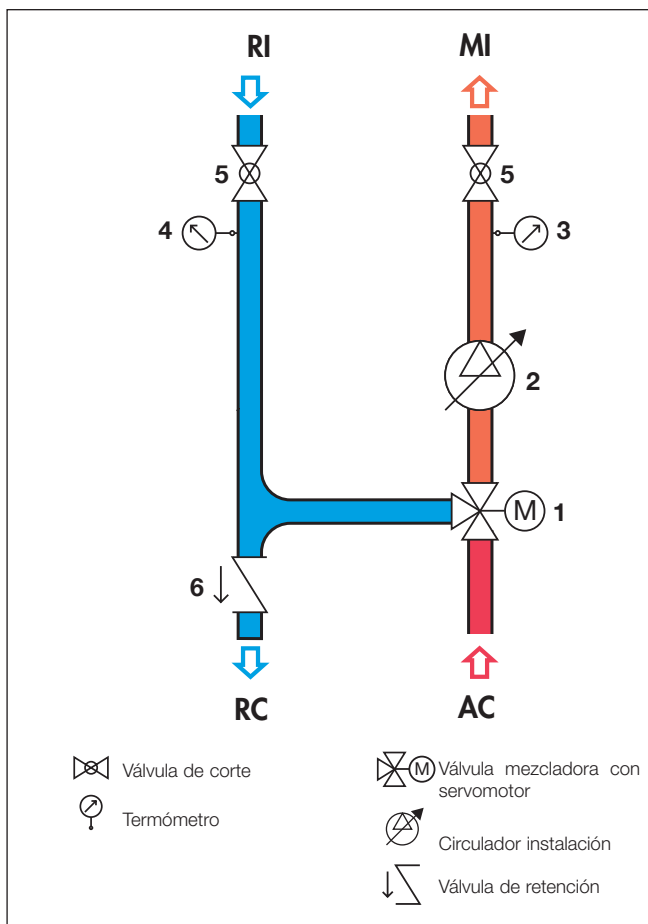 RI MI
5 5
4 3
2
M 1
6
RC AC
Válvula de corte
M Válvula mezcladora con
servomotor
Termómetro
Circulador instalación
Válvula de retención